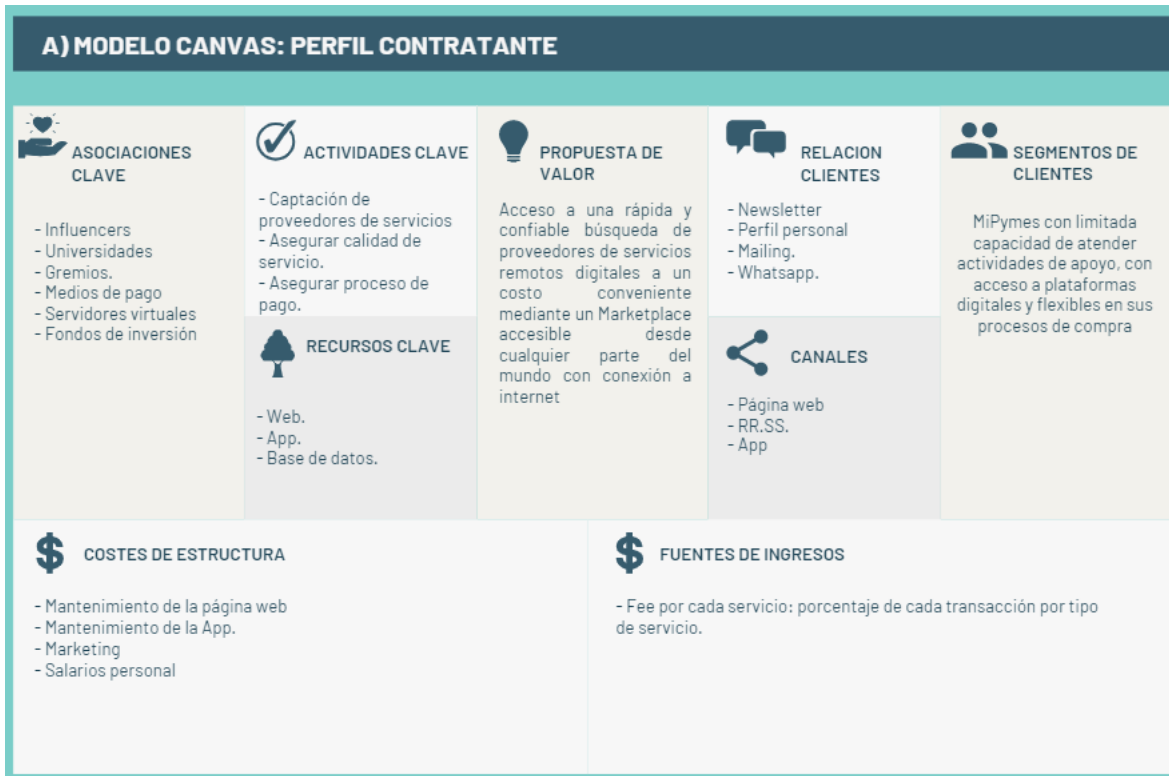 A) MODELO CANVAS: PERFIL CONTRATANTE
ASOCIACIONES
CLAVE
- Influencers
- Universidades
- Gremios.
- Medios de pago
- Servidores virtuales
- Fondos de inversión
ACTIVIDADES CLAVE
- Captación de
proveedores de servicios
- Asegurar calidad de
servicio.
- Asegurar proceso de
pago.
RECURSOS CLAVE
- Web.
- App.
- Base de datos.
PROPUESTA DE
VALOR
Acceso a una rápida y
confiable búsqueda de
proveedores de servicios
remotos digitales a un
costo conveniente
mediante un Marketplace
accesible desde
cualquier parte del
mundo con conexión a
internet
RELACION
CLIENTES
- Newsletter
- Perfil personal
- Mailing.
- Whatsapp.
CANALES
- Página web
- RR.SS.
- App
SEGMENTOS DE
CLIENTES
MiPymes con limitada
capacidad de atender
actividades de apoyo, con
acceso a plataformas
digitales y flexibles en sus
procesos de compra
$ COSTES DE ESTRUCTURA
- Mantenimiento de la página web
- Mantenimiento de la App.
- Marketing
- Salarios personal
$ FUENTES DE INGRESOS
- Fee por cada servicio: porcentaje de cada transacción por tipo
de servicio.